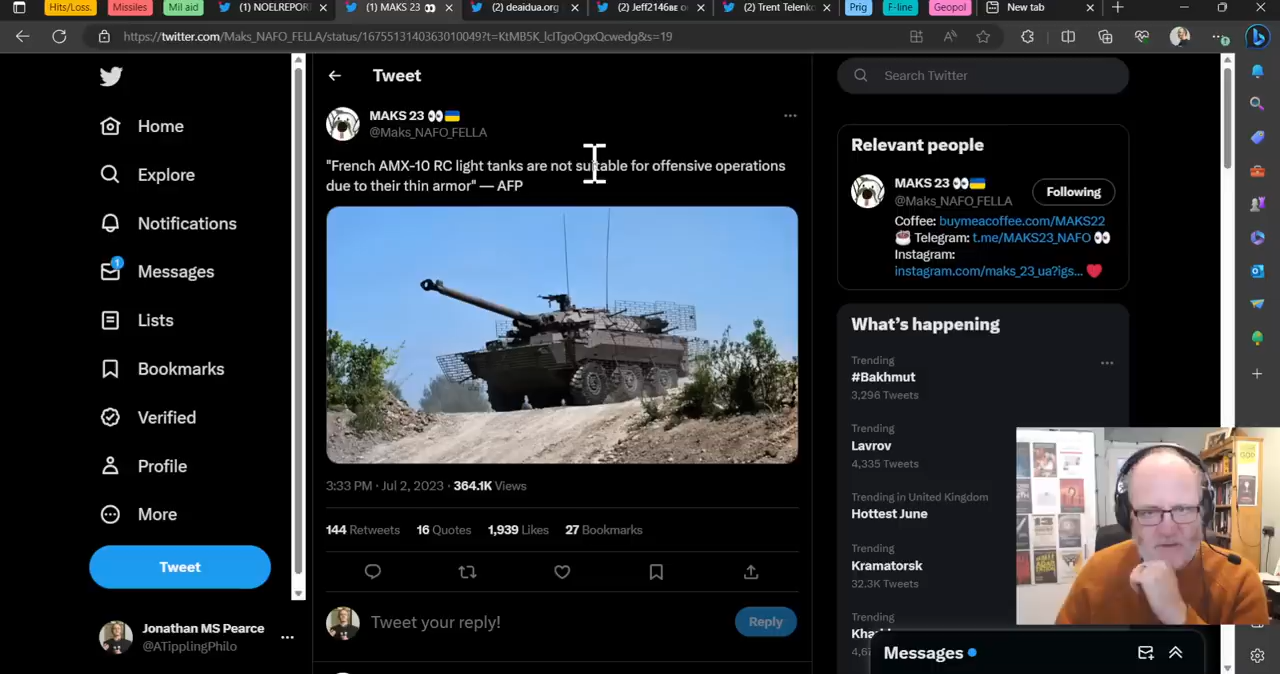 Hits/Loss.
Missiles
Mil aid
(1) NOELREPOR
(1) MAKS 23 👀
(2) deaidua.org
(2) Jeff2146ʙᴇ
(2) Trent Telenko
Prig
F-line
Geopol
New tab
https://twitter.com/Maks_NAFO_FELLA/status/1675513140363010049?t=KtMB5K_lclTgoOgxQcwedg&s=19
Tweet
Search Twitter
Home
Explore
Notifications
1
Messages
Lists
Bookmarks
Verified
Profile
More
Tweet
Jonathan MS Pearce
@ATipplingPhilo
MAKS 23 👀🇺🇦
@Maks_NAFO_FELLA
"French AMX-10 RC light tanks are not suitable for offensive operations
due to their thin armor" — AFP
3:33 PM · Jul 2, 2023 · 364.1K Views
144 Retweets 16 Quotes 1,939 Likes 27 Bookmarks
Tweet your reply!
Reply
Relevant people
MAKS 23 👀🇺🇦
@Maks_NAFO_FELLA
Following
Coffee: buymeacoffee.com/MAKS22
☕ Telegram: t.me/MAKS23_NAFO 👀
Instagram:
instagram.com/maks_23_ua?igs... ❤️
What's happening
Trending
#Bakhmut
3,296 Tweets
Trending
Lavrov
4,335 Tweets
Trending in United Kingdom
Hottest June
Trending
Kramatorsk
32.3K Tweets
Trending
Messages